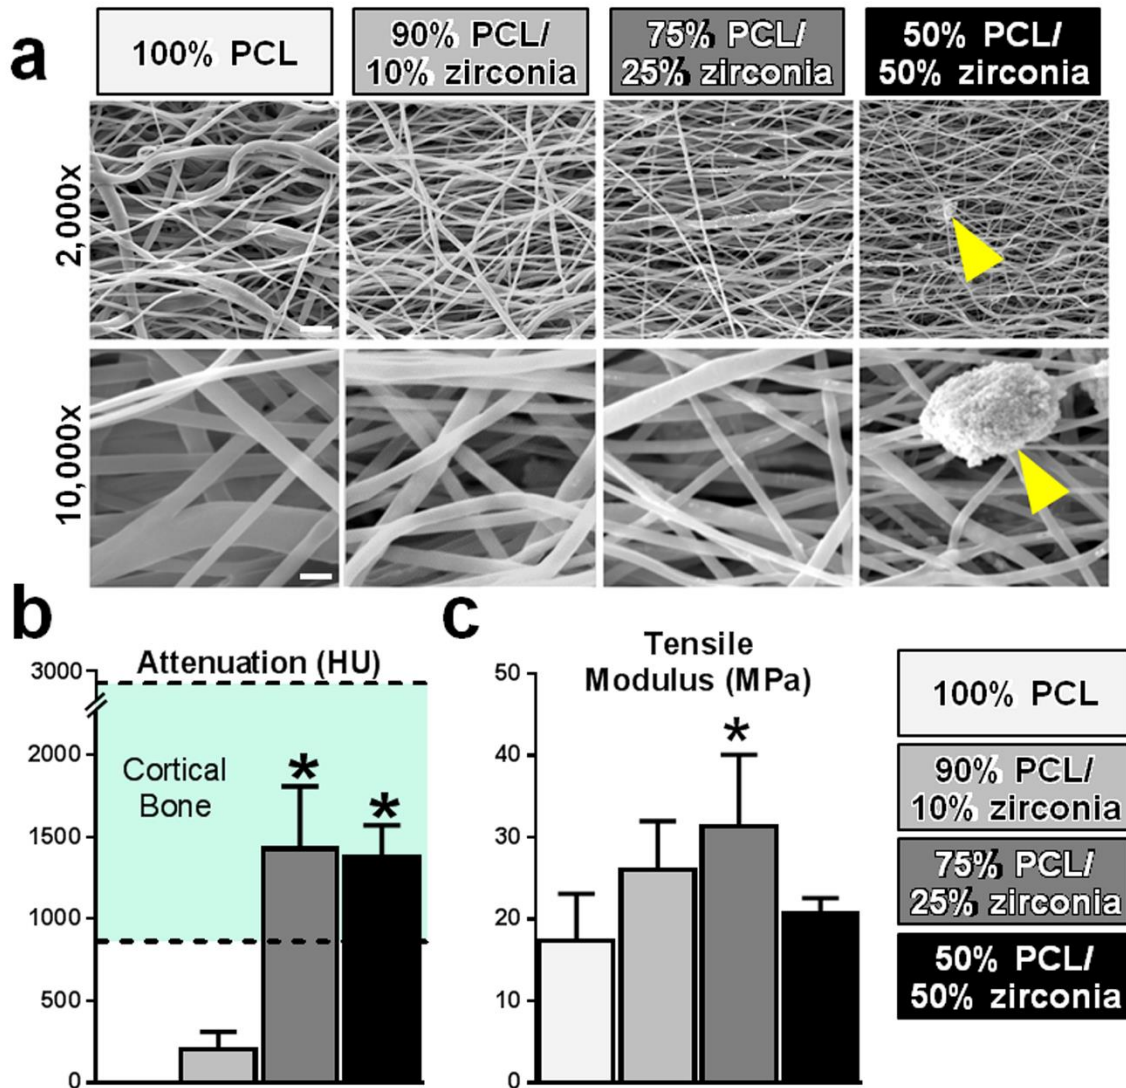 a
100% PCL
90% PCL/
10% zirconia
75% PCL/
25% zirconia
50% PCL/
50% zirconia
2,000x
10,000x
b
Attenuation (HU)
3000
2000
1500
1000
500
0
Cortical
Bone
*
*
c
Tensile
Modulus (MPa)
50
40
30
20
10
0
*
100% PCL
90% PCL/
10% zirconia
75% PCL/
25% zirconia
50% PCL/
50% zirconia